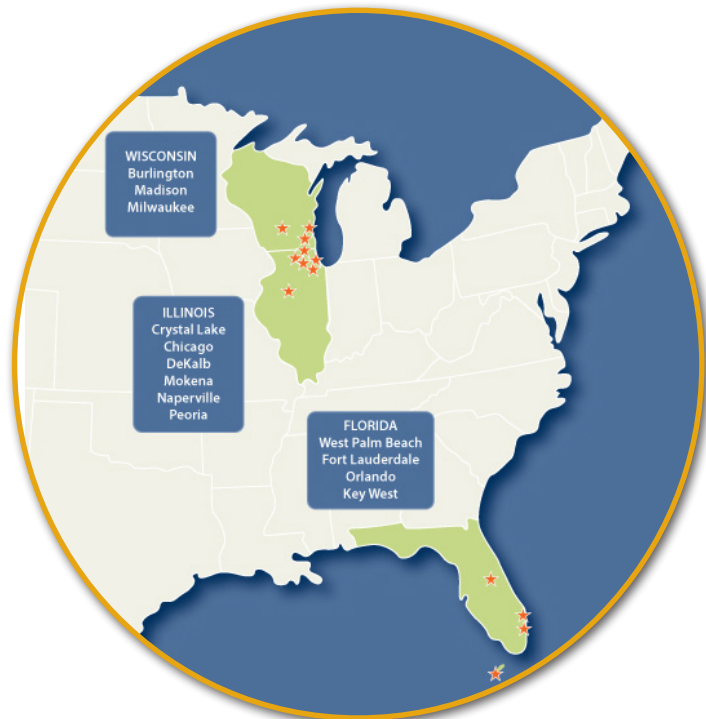 WISCONSIN
Burlington
Madison
Milwaukee
ILLINOIS
Crystal Lake
Chicago
DeKalb
Mokena
Naperville
Peoria
FLORIDA
West Palm Beach
Fort Lauderdale
Orlando
Key West